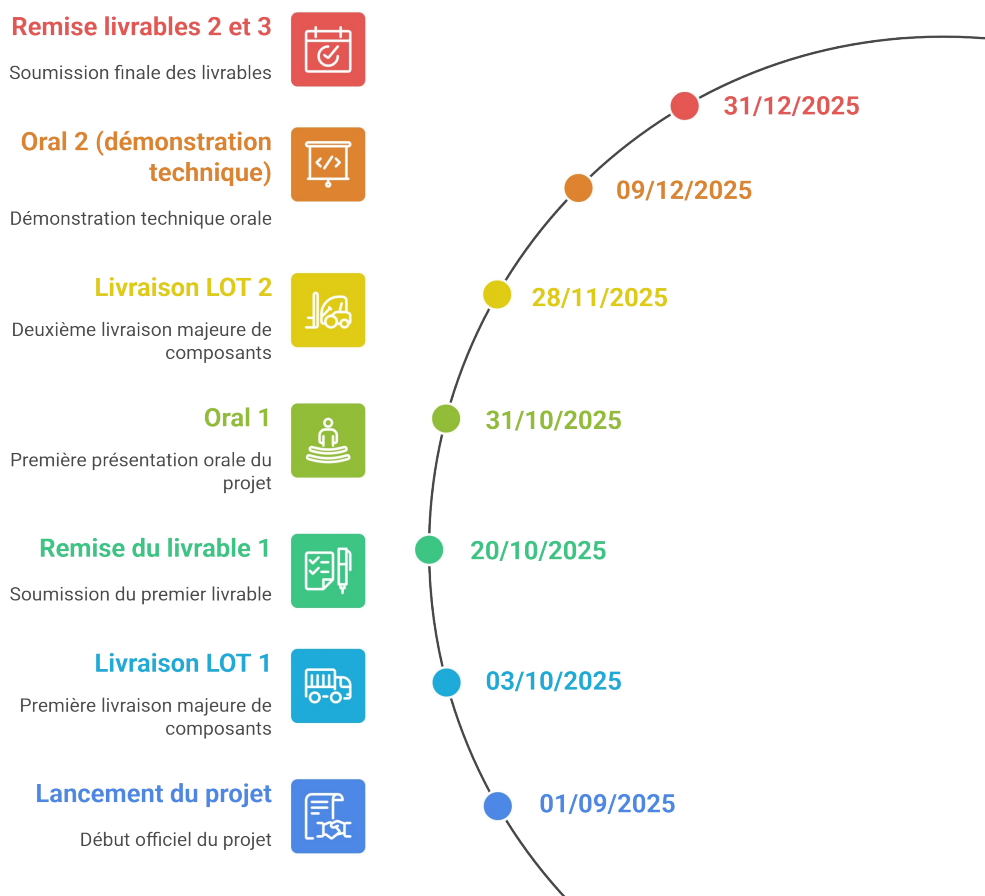 Remise livrables 2 et 3
Soumission finale des livrables
31/12/2025
Oral 2 (démonstration
technique)
Démonstration technique orale
09/12/2025
Livraison LOT 2
Deuxième livraison majeure de
composants
28/11/2025
Oral 1
Première présentation orale du
projet
31/10/2025
Remise du livrable 1
Soumission du premier livrable
20/10/2025
Livraison LOT 1
Première livraison majeure de
composants
03/10/2025
Lancement du projet
Début officiel du projet
01/09/2025